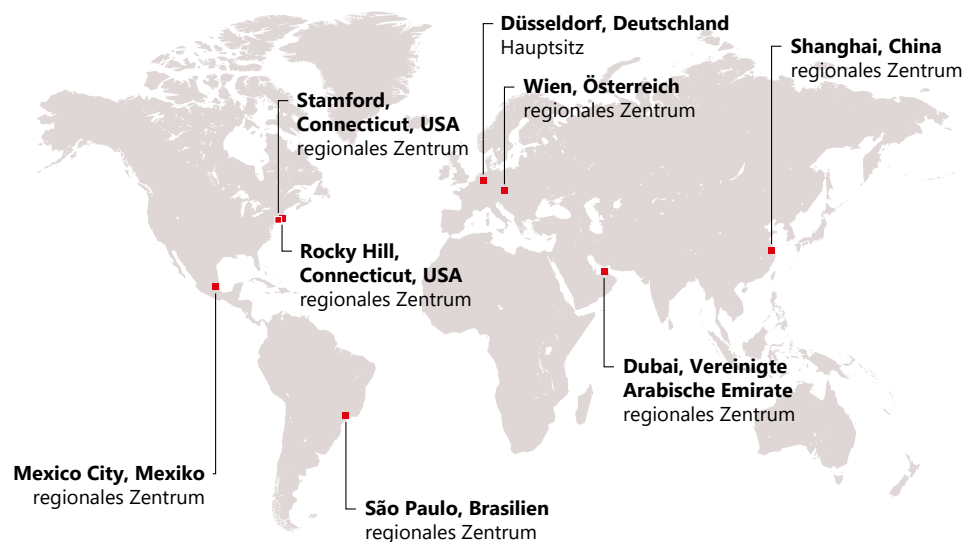 Düsseldorf, Deutschland
Hauptsitz
Shanghai, China
regionales Zentrum
Wien, Österreich
regionales Zentrum
Stamford,
Connecticut, USA
regionales Zentrum
Rocky Hill,
Connecticut, USA
regionales Zentrum
Dubai, Vereinigte
Arabische Emirate
regionales Zentrum
Mexico City, Mexiko
regionales Zentrum
São Paulo, Brasilien
regionales Zentrum